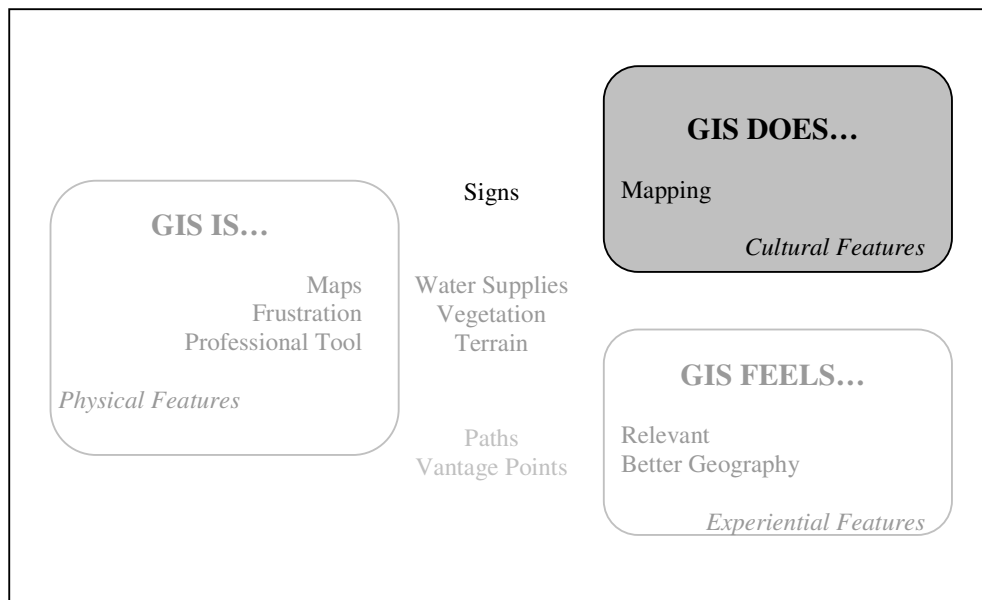 GIS IS…
Maps
Frustration
Professional Tool
Physical Features
Signs
Water Supplies
Vegetation
Terrain
Paths
Vantage Points
GIS DOES…
Mapping
Cultural Features
GIS FEELS…
Relevant
Better Geography
Experiential Features